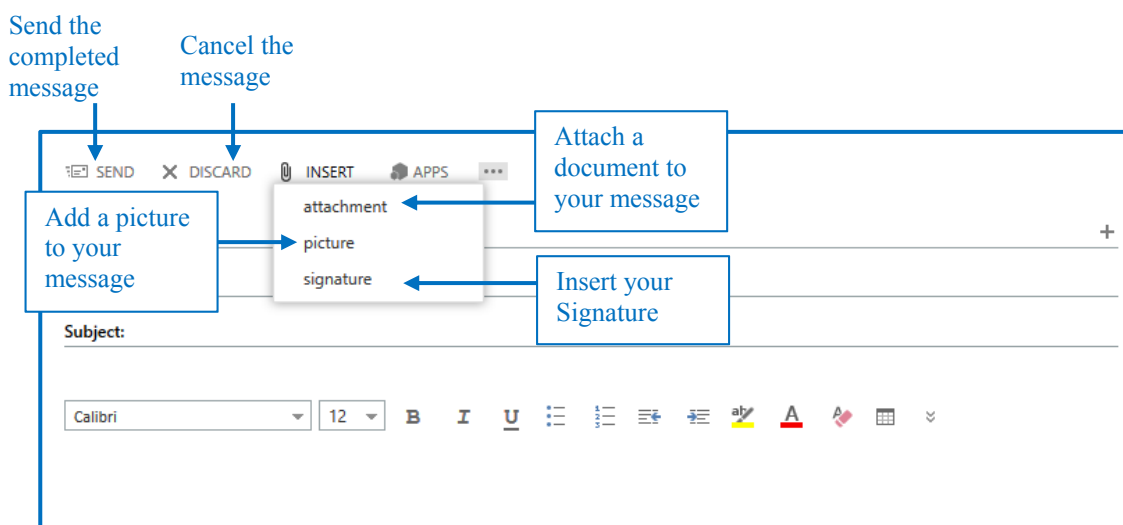 Send the
completed
message
Cancel the
message
Attach a
document to
your message
SEND DISCARD INSERT APPS
attachment
Add a picture
to your
message
picture
signature
Insert your
Signature
Subject:
Calibri 12 B I U